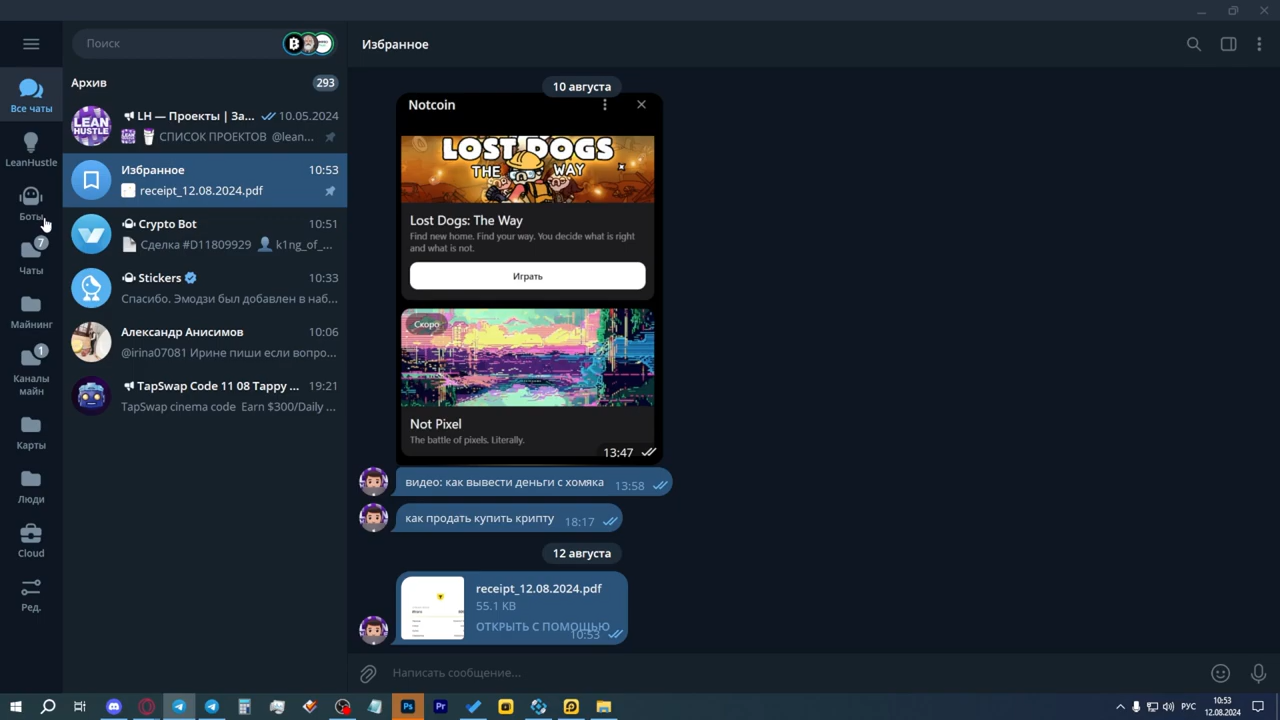 Поиск
Избранное
Архив
293
Все чаты
LeanHustle
Боты
7
Чаты
Майнинг
1
Каналы
майн
Карты
Люди
Cloud
Ред.
LEAN
HUSTLE
LH — Проекты | За...
10.05.2024
СПИСОК ПРОЕКТОВ @lean...
Избранное
10:53
receipt_12.08.2024.pdf
Crypto Bot
10:51
Сделка #D11809929
k1ng_of_...
Stickers
10:33
Спасибо. Эмодзи был добавлен в наб...
Александр Анисимов
10:06
@irina07081 Ирине пиши если вопро...
TapSwap Code 11 08 Tappy ...
19:21
TapSwap cinema code Earn $300/Daily ...
10 августа
Notcoin
LOST DOGS
THE WAY
Lost Dogs: The Way
Find new home. Find your way. You decide what is right
and what is not.
Играть
Скоро
Not Pixel
The battle of pixels. Literally.
13:47
видео: как вывести деньги с хомяка
13:58
как продать купить крипту
18:17
12 августа
receipt_12.08.2024.pdf
55.1 KB
ОТКРЫТЬ С ПОМОЩЬЮ
10:53
Написать сообщение...
Ps
Pr
РУС
10:53
12.08.2024